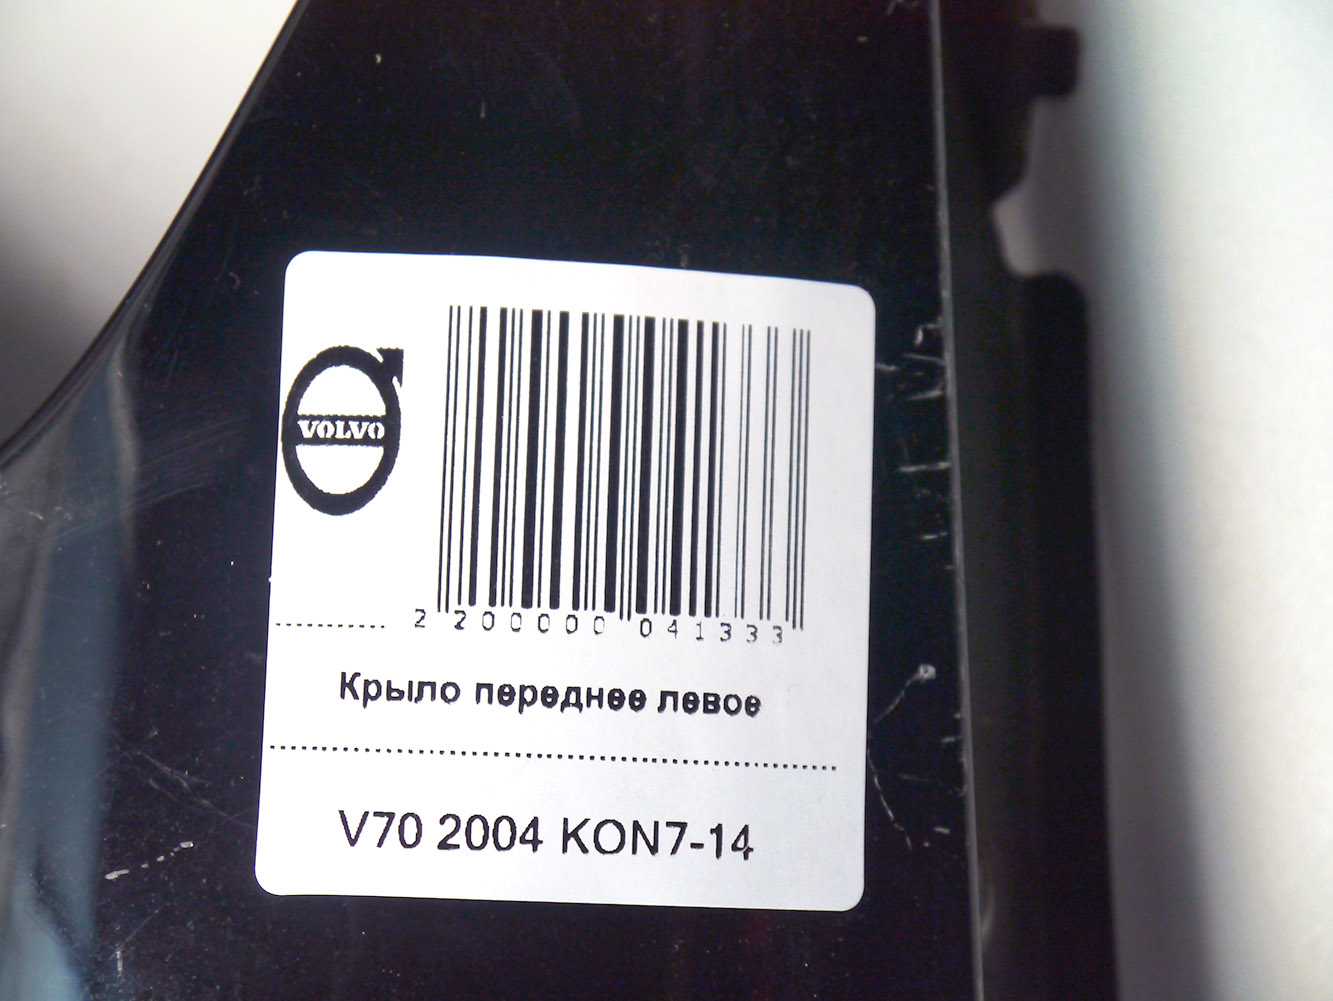 VOLVO
2 200000 041333
Крыло переднее левое
V70 2004 KON7-14